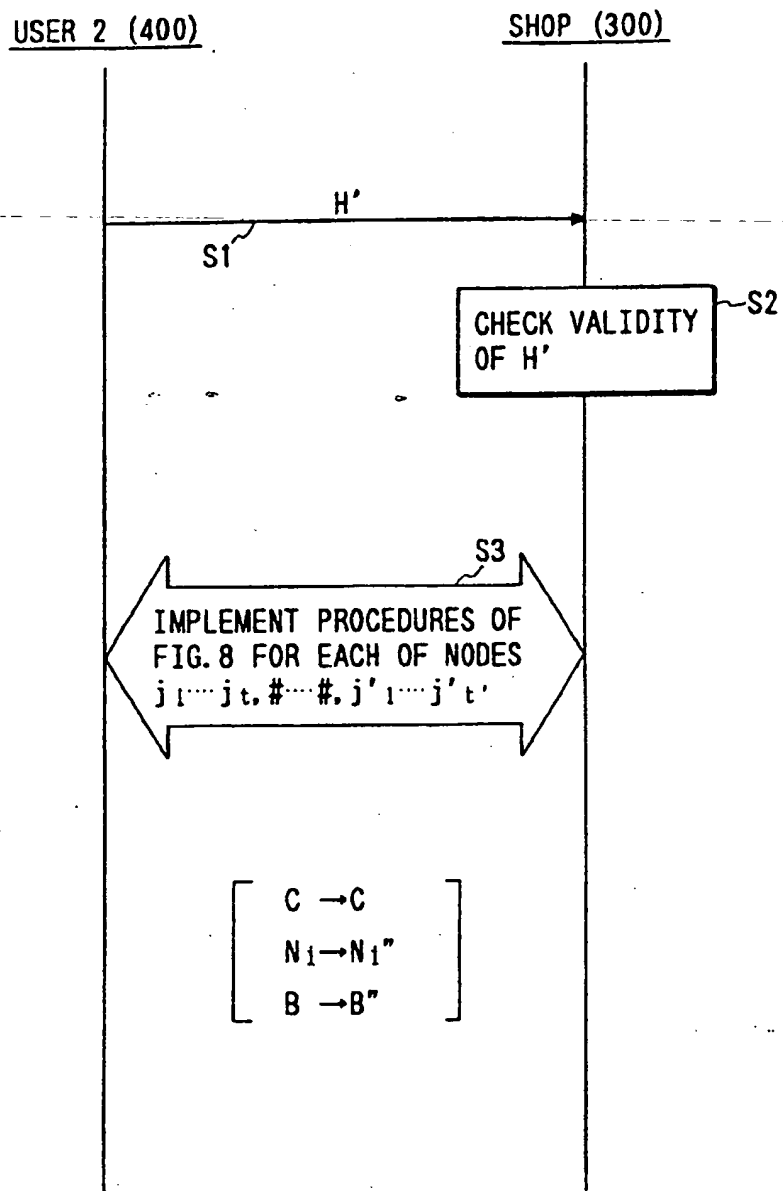 USER 2 (400)
SHOP (300)
H'
S1
S2
CHECK VALIDITY
OF H'
S3
IMPLEMENT PROCEDURES OF
FIG. 8 FOR EACH OF NODES
j1····jt, #····#, j'1····j't'
C → C
Ni → Ni"
B → B"